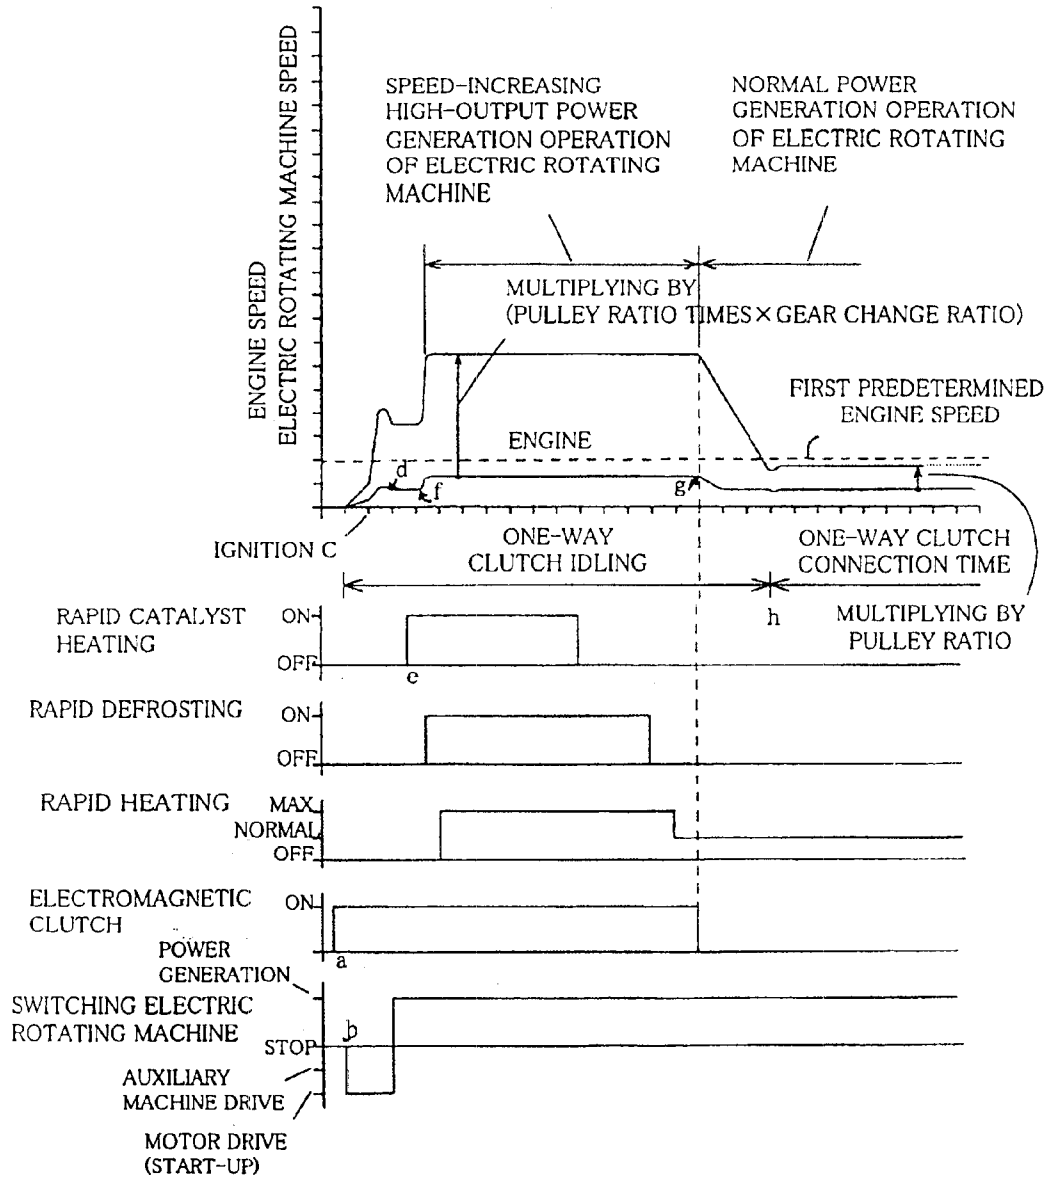 ENGINE SPEED
ELECTRIC ROTATING MACHINE SPEED
SPEED-INCREASING
HIGH-OUTPUT POWER
GENERATION OPERATION
OF ELECTRIC ROTATING
MACHINE
NORMAL POWER
GENERATION OPERATION
OF ELECTRIC ROTATING
MACHINE
MULTIPLYING BY
(PULLEY RATIO TIMES×GEAR CHANGE RATIO)
FIRST PREDETERMINED
ENGINE SPEED
ENGINE
d
f
g
IGNITION C
ONE-WAY
CLUTCH IDLING
ONE-WAY CLUTCH
CONNECTION TIME
h
MULTIPLYING BY
PULLEY RATIO
RAPID CATALYST
HEATING
ON
OFF
e
RAPID DEFROSTING
ON
OFF
RAPID HEATING
MAX
NORMAL
OFF
ELECTROMAGNETIC
CLUTCH
ON
a
POWER
GENERATION
SWITCHING ELECTRIC
ROTATING MACHINE
b
STOP
AUXILIARY
MACHINE DRIVE
MOTOR DRIVE
(START-UP)